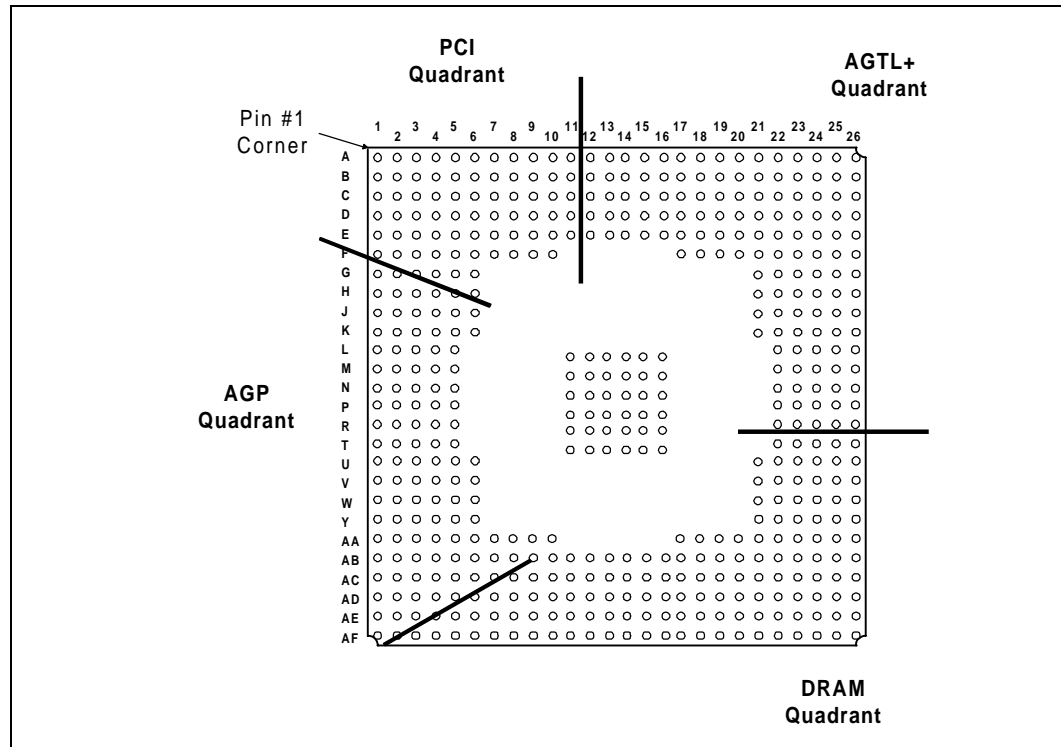 PCI
Quadrant
AGTL+
Quadrant
Pin #1
Corner
1 3 5 7 9 11 13 15 17 19 21 23 25
2 4 6 8 10 12 14 16 18 20 22 24 26
A
B
C
D
E
F
G
H
J
K
L
M
N
P
R
T
U
V
W
Y
AA
AB
AC
AD
AE
AF
AGP
Quadrant
DRAM
Quadrant